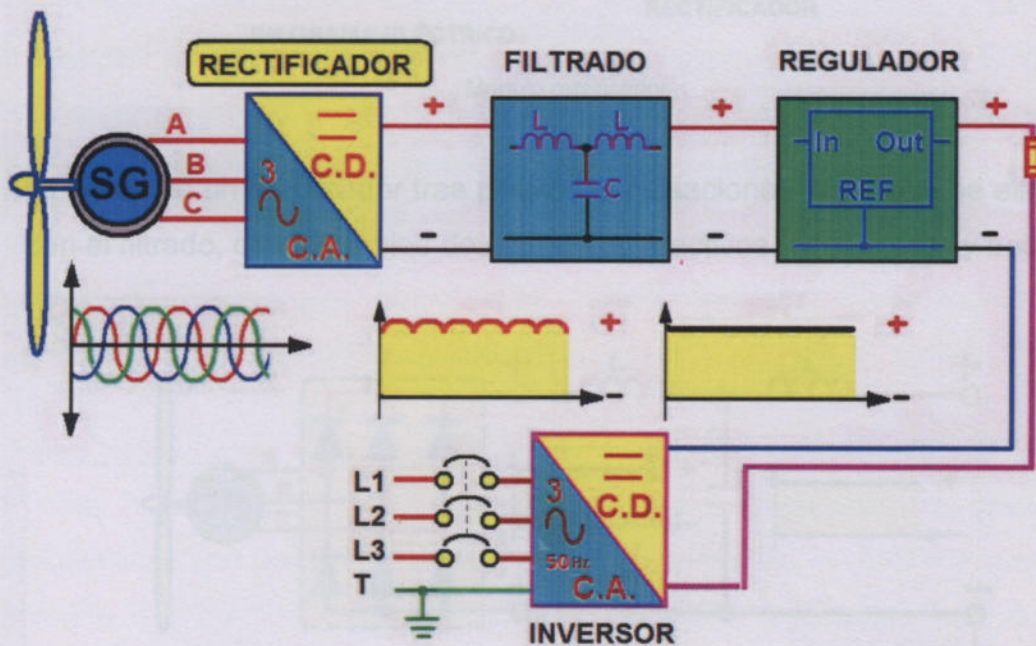 RECTIFICADOR
FILTRADO
REGULADOR
A
B
C
SG
3
C.D.
C.A.
+
-
L
L
C
+
-
In
Out
REF
+
-
+
-
+
-
L1
L2
L3
T
3
50Hz
C.D.
C.A.
INVERSOR